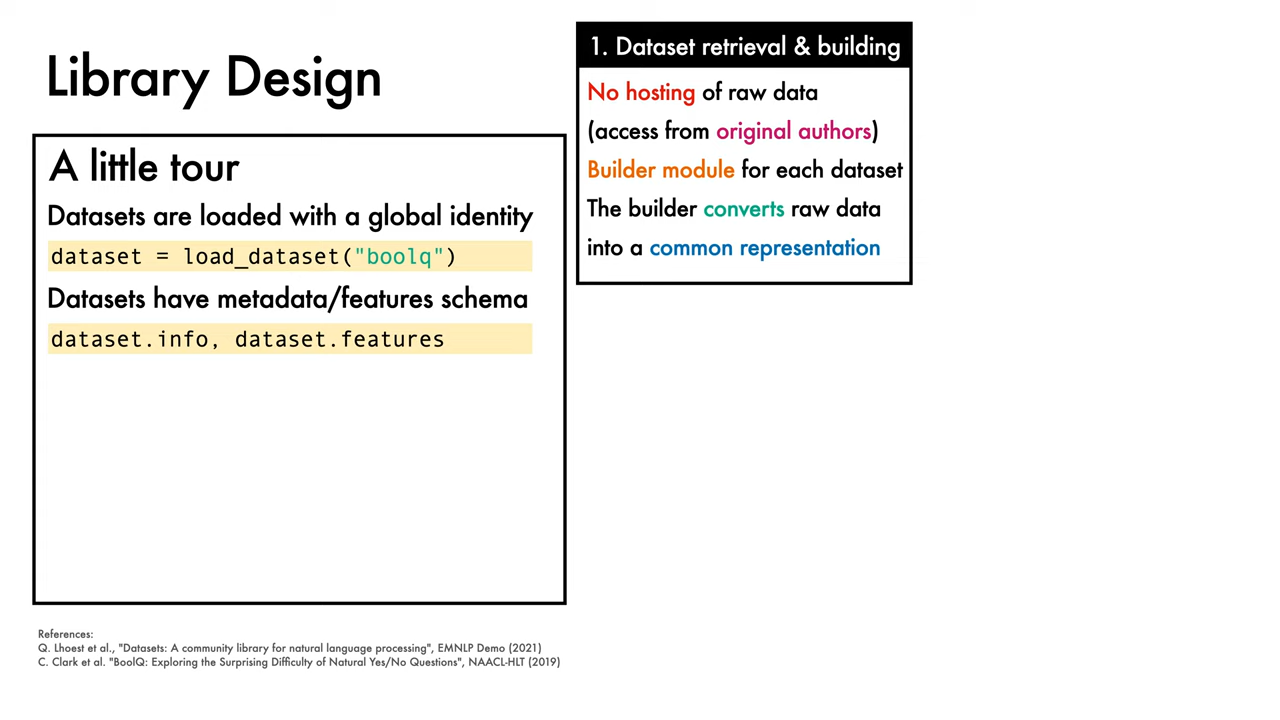 Library Design
A little tour
Datasets are loaded with a global identity
dataset = load_dataset("boolq")
Datasets have metadata/features schema
dataset.info, dataset.features
1. Dataset retrieval & building
No hosting of raw data
(access from original authors)
Builder module for each dataset
The builder converts raw data
into a common representation
References:
Q. Lhoest et al., "Datasets: A community library for natural language processing", EMNLP Demo (2021)
C. Clark et al. "BoolQ: Exploring the Surprising Difficulty of Natural Yes/No Questions", NAACL-HLT (2019)